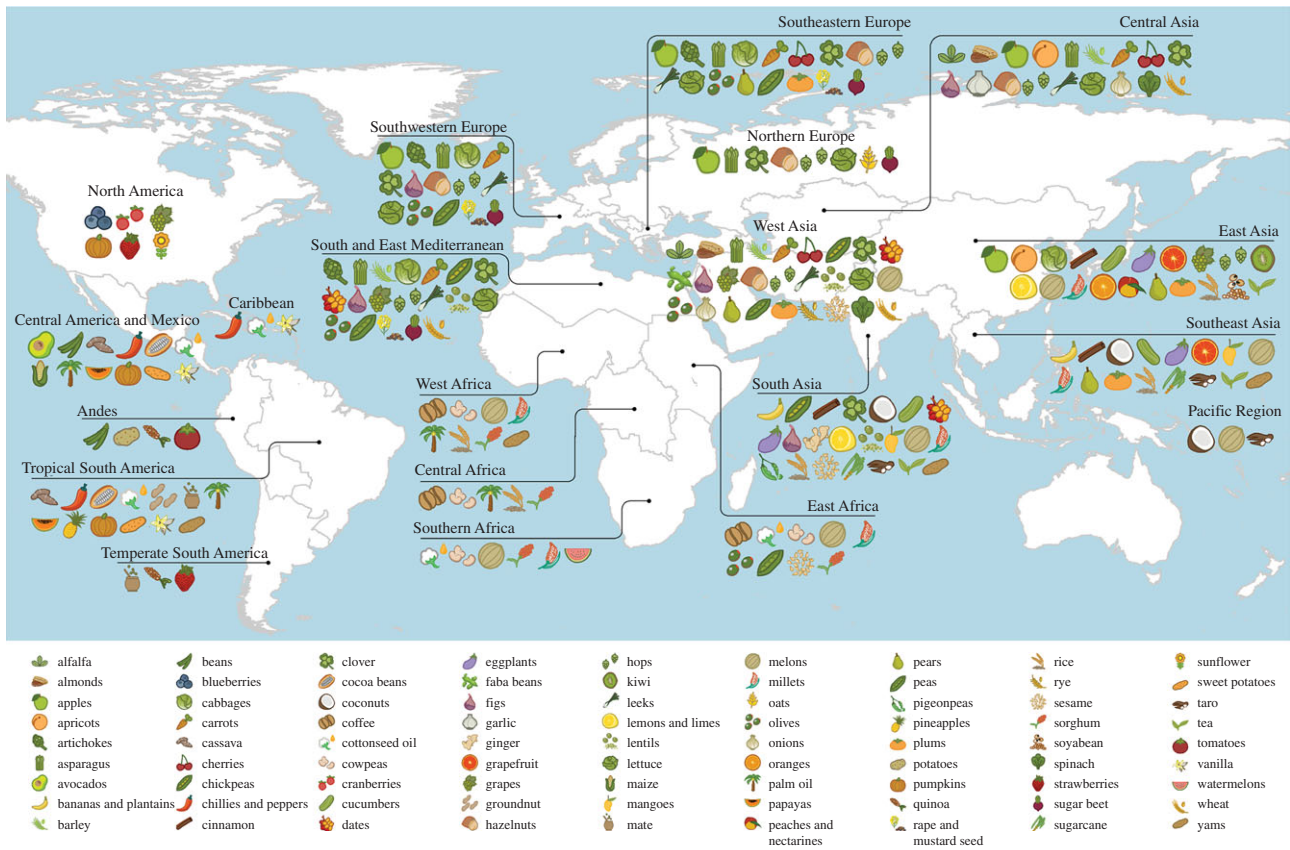 Southeastern Europe
Central Asia
Southwestern Europe
Northern Europe
North America
West Asia
East Asia
South and East Mediterranean
Caribbean
Central America and Mexico
Southeast Asia
West Africa
South Asia
Andes
Pacific Region
Tropical South America
Central Africa
East Africa
Southern Africa
Temperate South America
alfalfa
almonds
apples
apricots
artichokes
asparagus
avocados
bananas and plantains
barley
beans
blueberries
cabbages
carrots
cassava
cherries
chickpeas
chillies and peppers
cinnamon
clover
cocoa beans
coconuts
coffee
cottonseed oil
cowpeas
cranberries
cucumbers
dates
eggplants
faba beans
figs
garlic
ginger
grapefruit
grapes
groundnut
hazelnuts
hops
kiwi
leeks
lemons and limes
lentils
lettuce
maize
mangoes
mate
melons
millets
oats
olives
onions
oranges
palm oil
papayas
peaches and
nectarines
pears
peas
pigeonpeas
pineapples
plums
potatoes
pumpkins
quinoa
rape and
mustard seed
rice
rye
sesame
sorghum
soyabean
spinach
strawberries
sugar beet
sugarcane
sunflower
sweet potatoes
taro
tea
tomatoes
vanilla
watermelons
wheat
yams